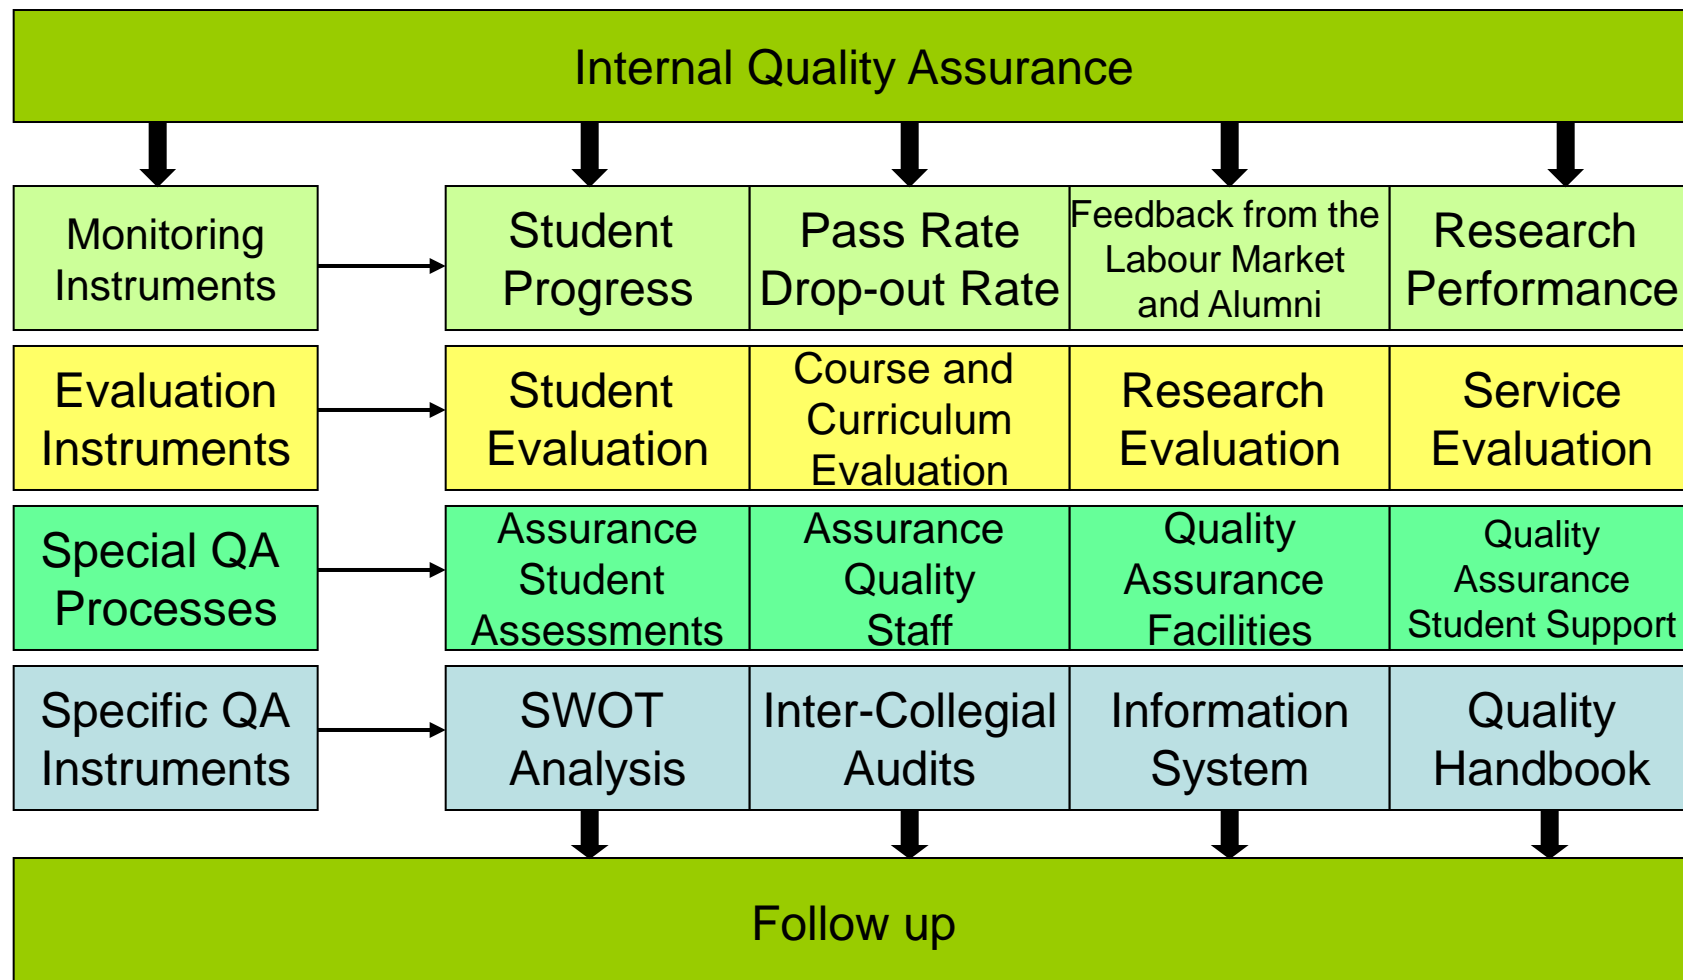 Internal Quality Assurance
Monitoring
Instruments
Student
Progress
Pass Rate
Drop-out Rate
Feedback from the
Labour Market
and Alumni
Research
Performance
Evaluation
Instruments
Student
Evaluation
Course and
Curriculum
Evaluation
Research
Evaluation
Service
Evaluation
Special QA
Processes
Assurance
Student
Assessments
Assurance
Quality
Staff
Quality
Assurance
Facilities
Quality
Assurance
Student Support
Specific QA
Instruments
SWOT
Analysis
Inter-Collegial
Audits
Information
System
Quality
Handbook
Follow up